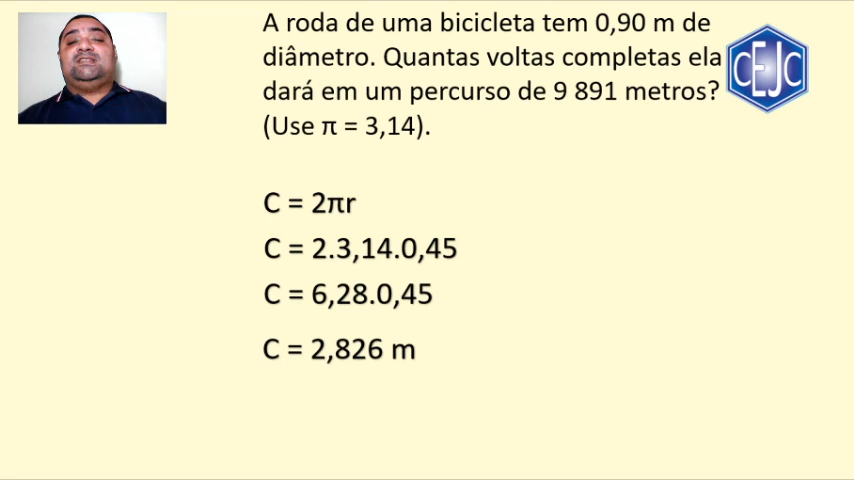 A roda de uma bicicleta tem 0,90 m de
diâmetro. Quantas voltas completas ela
dará em um percurso de 9 891 metros?
(Use π = 3,14).
CEJC
C = 2πr
C = 2.3,14.0,45
C = 6,28.0,45
C = 2,826 m